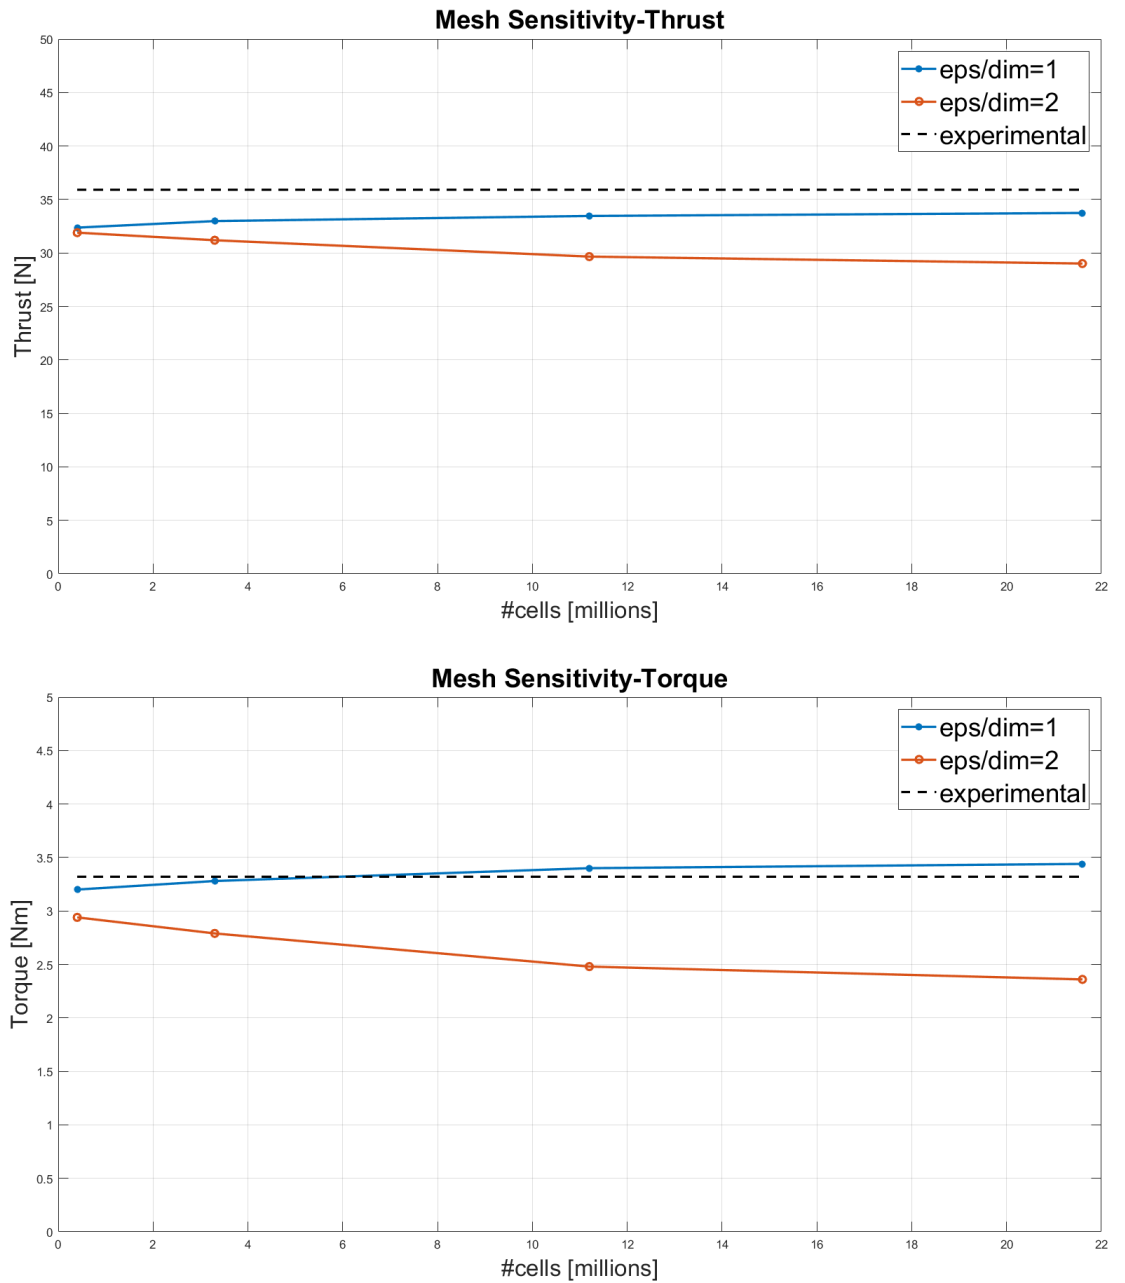 Mesh Sensitivity-Thrust
50
45
40
35
30
25
20
15
10
5
0
Thrust [N]
eps/dim=1
eps/dim=2
experimental
0 2 4 6 8 10 12 14 16 18 20 22
#cells [millions]
Mesh Sensitivity-Torque
5
4.5
4
3.5
3
2.5
2
1.5
1
0.5
0
Torque [Nm]
eps/dim=1
eps/dim=2
experimental
0 2 4 6 8 10 12 14 16 18 20 22
#cells [millions]